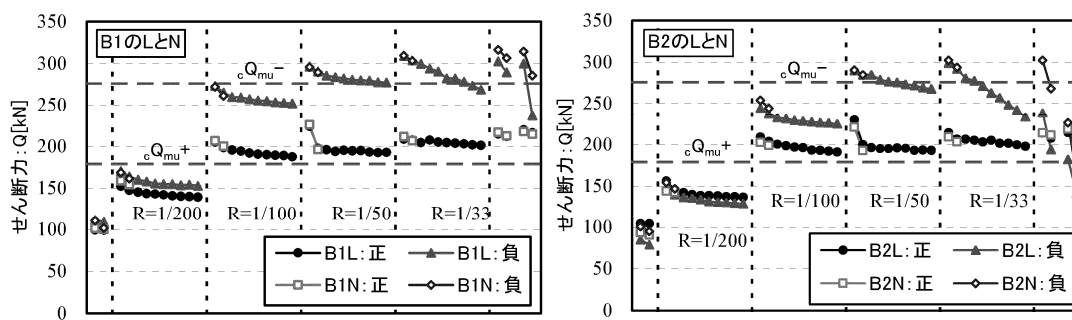 せん断力:Q[kN]
350
300
250
200
150
100
50
0
B1のLとN
cQmu−
cQmu+
R=1/200
R=1/100
R=1/50
R=1/33
B1L:正
B1L:負
B1N:正
B1N:負
せん断力:Q[kN]
350
300
250
200
150
100
50
0
B2のLとN
cQmu−
cQmu+
R=1/200
R=1/100
R=1/50
R=1/33
B2L:正
B2L:負
B2N:正
B2N:負